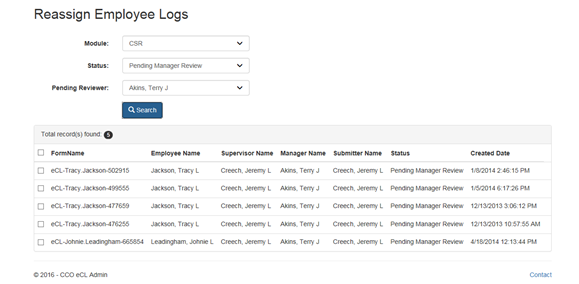 Reassign Employee Logs
Module: CSR
Status: Pending Manager Review
Pending Reviewer: Akins, Terry J
Search
Total record(s) found: 5
FormName Employee Name Supervisor Name Manager Name Submitter Name Status Created Date
eCL-Tracy.Jackson-502915 Jackson, Tracy L Creech, Jeremy L Akins, Terry J Creech, Jeremy L Pending Manager Review 1/8/2014 2:46:15 PM
eCL-Tracy.Jackson-499555 Jackson, Tracy L Creech, Jeremy L Akins, Terry J Creech, Jeremy L Pending Manager Review 1/5/2014 6:17:26 PM
eCL-Tracy.Jackson-477659 Jackson, Tracy L Creech, Jeremy L Akins, Terry J Creech, Jeremy L Pending Manager Review 12/13/2013 3:06:12 PM
eCL-Tracy.Jackson-476255 Jackson, Tracy L Creech, Jeremy L Akins, Terry J Creech, Jeremy L Pending Manager Review 12/13/2013 10:57:55 AM
eCL-Johnie.Leadingham-665854 Leadingham, Johnie L Creech, Jeremy L Akins, Terry J Creech, Jeremy L Pending Manager Review 4/18/2014 12:13:44 PM
© 2016 - CCO eCL Admin Contact